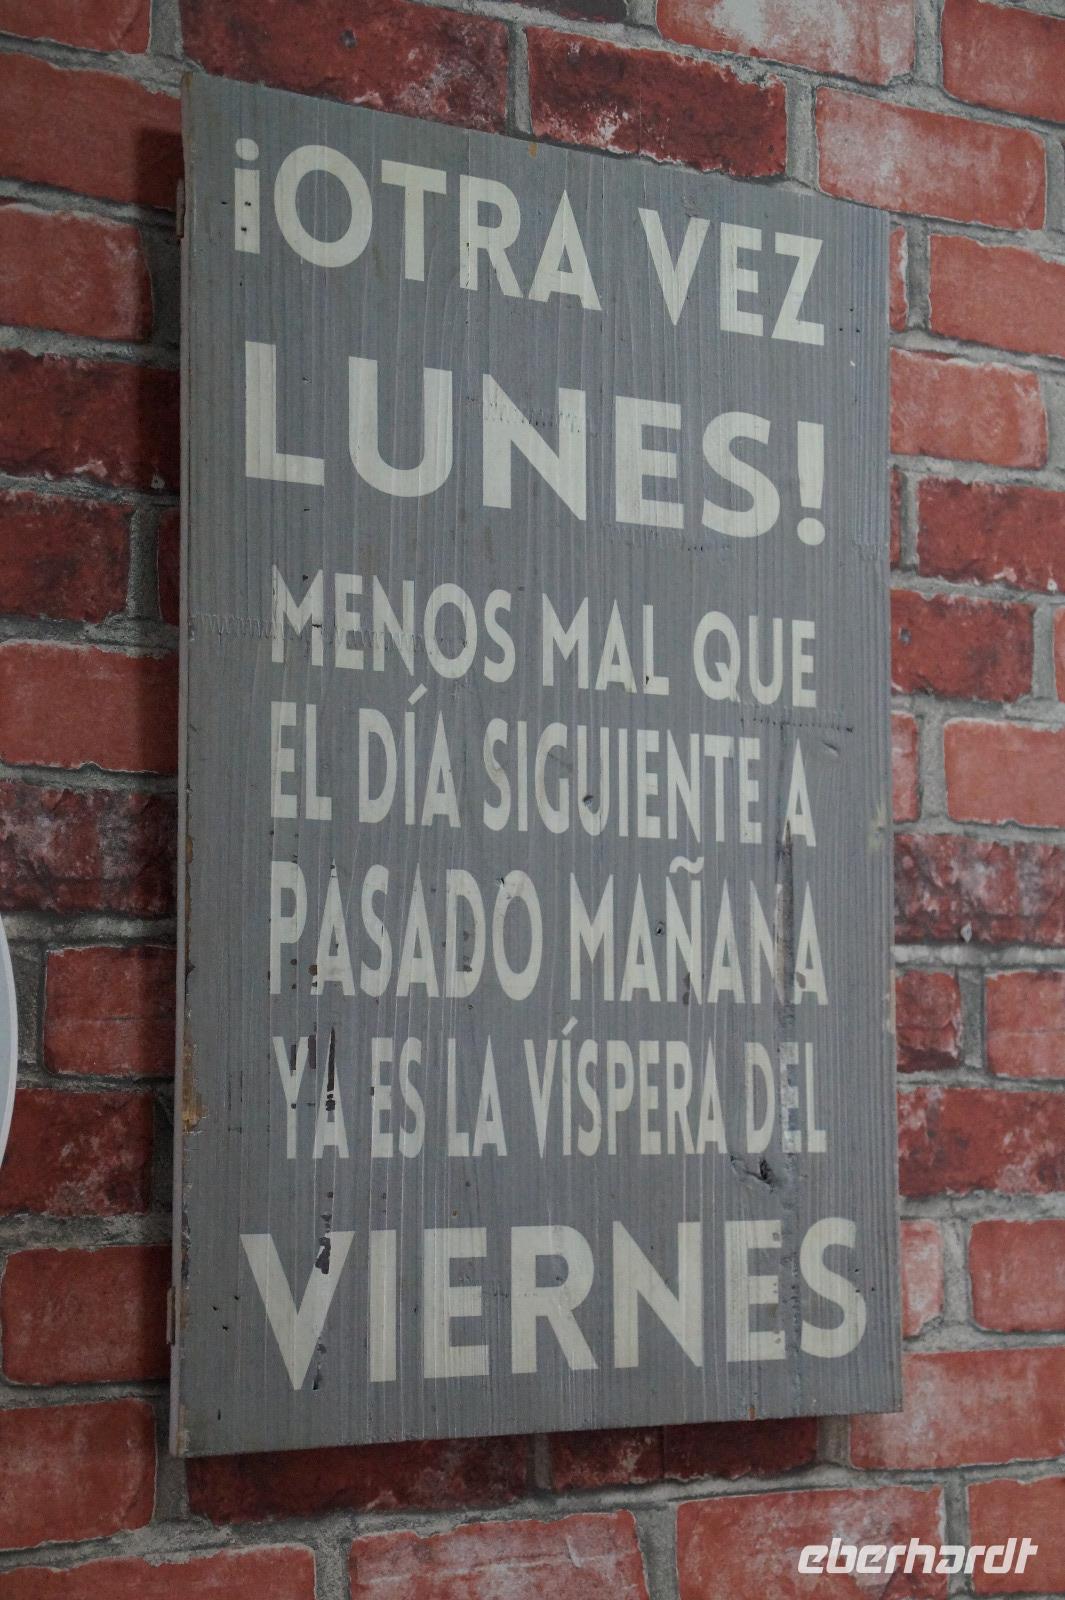 ¡OTRA VEZ
LUNES!
MENOS MAL QUE
EL DÍA SIGUIENTE A
PASADO MAÑANA
YA ES LA VÍSPERA DEL
VIERNES
eberhardt